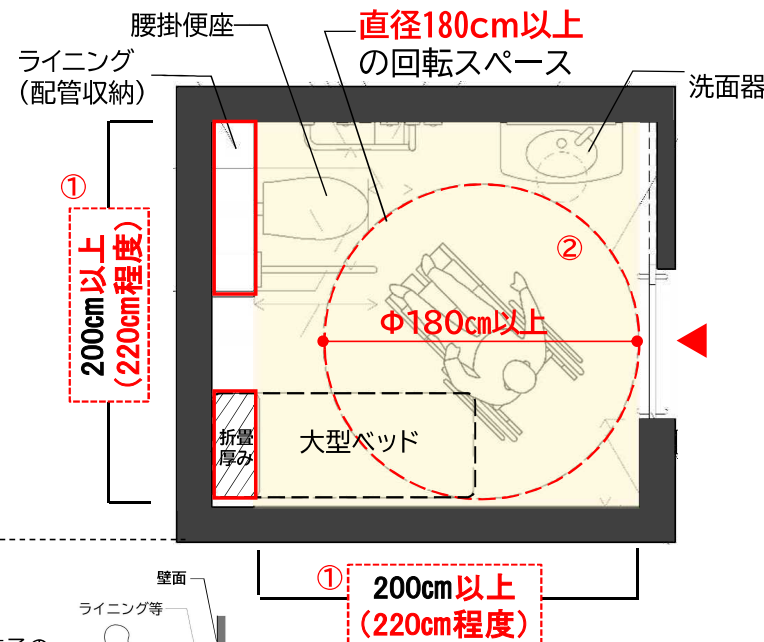 腰掛便座
直径180cm以上
の回転スペース
ライニング
（配管収納）
洗面器
①
200cm以上
（220cm程度）
②
Φ180cm以上
折畳
厚み
大型ベッド
①
200cm以上
（220cm程度）
壁面
ライニング等